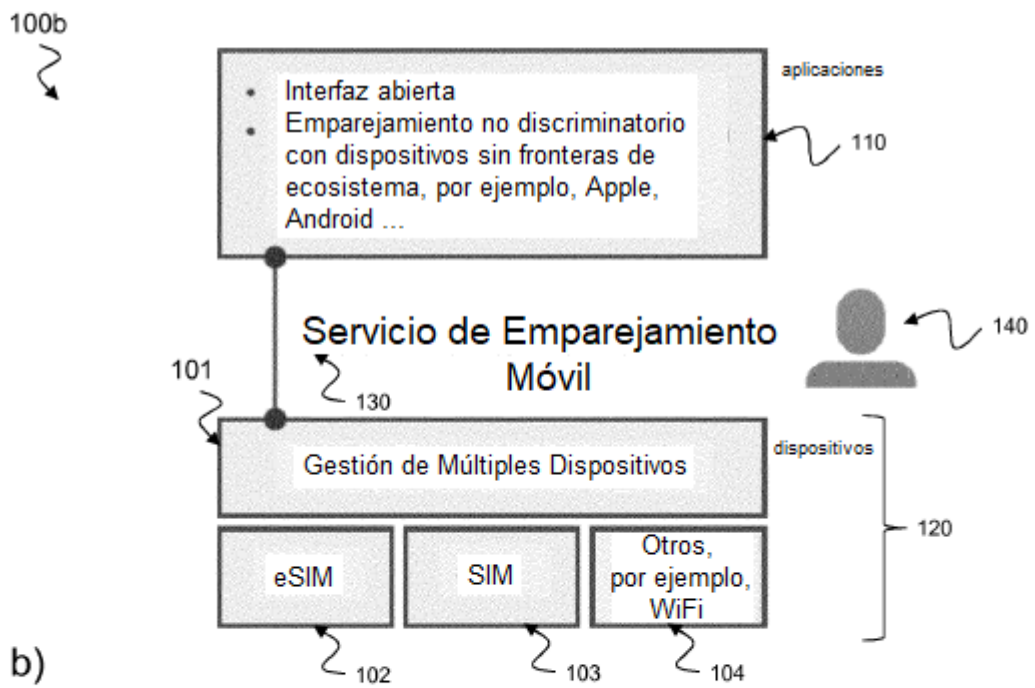 100b
aplicaciones
• Interfaz abierta
• Emparejamiento no discriminatorio
con dispositivos sin fronteras de
ecosistema, por ejemplo, Apple,
Android ...
110
Servicio de Emparejamiento
Móvil
140
101
130
dispositivos
Gestión de Múltiples Dispositivos
120
eSIM
SIM
Otros,
por ejemplo,
WiFi
b)
102
103
104